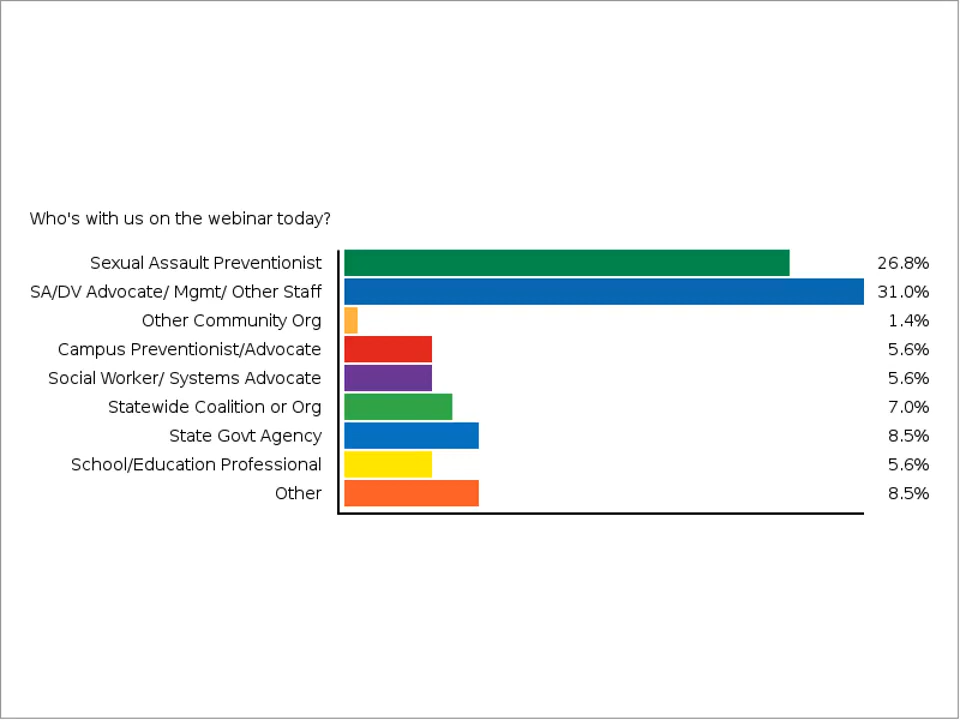 Who's with us on the webinar today?
Sexual Assault Preventionist 26.8%
SA/DV Advocate/ Mgmt/ Other Staff 31.0%
Other Community Org 1.4%
Campus Preventionist/Advocate 5.6%
Social Worker/ Systems Advocate 5.6%
Statewide Coalition or Org 7.0%
State Govt Agency 8.5%
School/Education Professional 5.6%
Other 8.5%